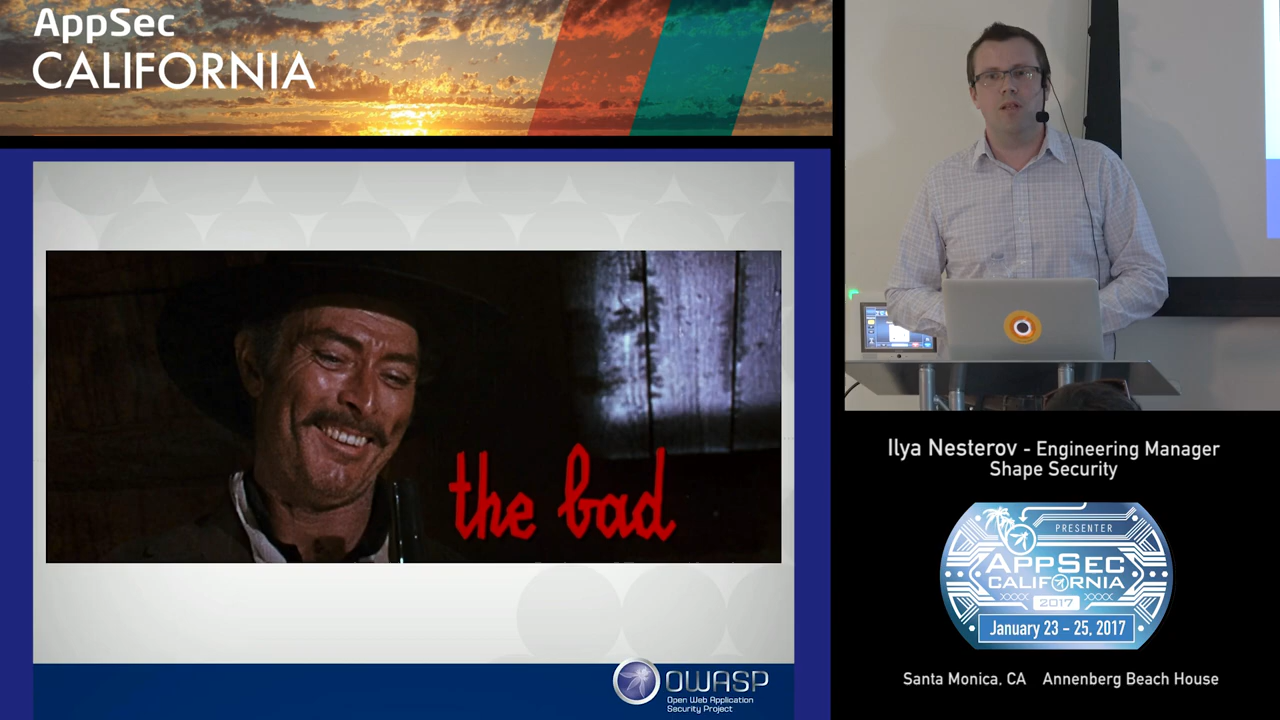 AppSec
CALIFORNIA
the bad
OWASP
Open Web Application
Security Project
Ilya Nesterov - Engineering Manager
Shape Security
PRESENTER
APPSEC
CALIFORNIA
2017
January 23 - 25, 2017
Santa Monica, CA Annenberg Beach House